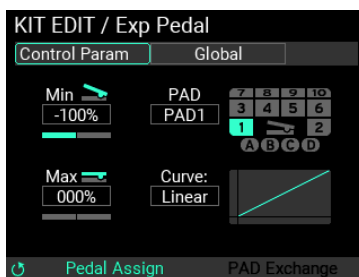 KIT EDIT / Exp Pedal
Control Param Global
Min PAD 7 8 9 10
-100% PAD1 3 4 5 6
1 2
A B C D
Max Curve:
000% Linear
Pedal Assign PAD Exchange